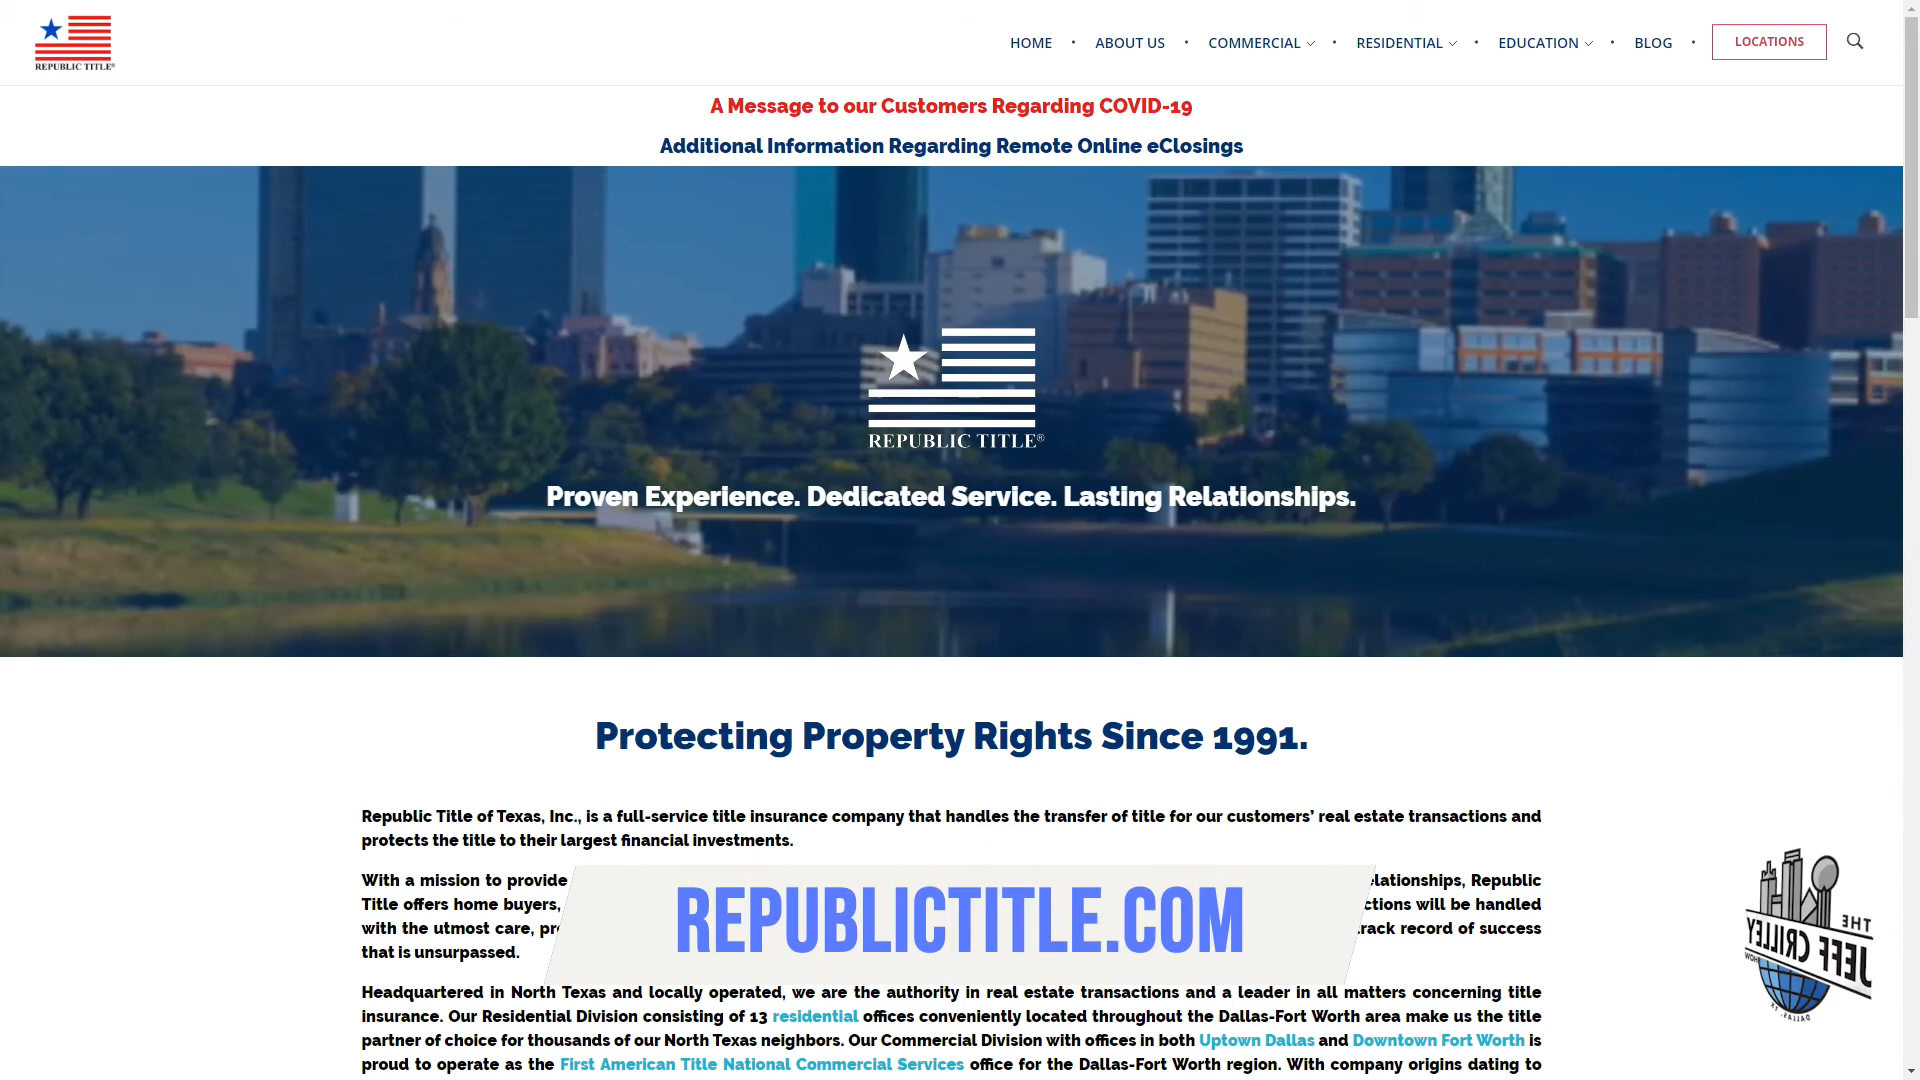 REPUBLIC TITLE®
HOME • ABOUT US • COMMERCIAL • RESIDENTIAL • EDUCATION • BLOG • LOCATIONS
A Message to our Customers Regarding COVID-19
Additional Information Regarding Remote Online eClosings
REPUBLIC TITLE®
Proven Experience. Dedicated Service. Lasting Relationships.
Protecting Property Rights Since 1991.
Republic Title of Texas, Inc., is a full-service title insurance company that handles the transfer of title for our customers’ real estate transactions and
protects the title to their largest financial investments.
With a mission to provide Republic
Title offers home buyers, will be handled
with the utmost care, track record of success
that is unsurpassed.
REPUBLICTITLE.COM
THE
JEFF CRILLEY
SHOW
DALLAS, TX.
Headquartered in North Texas and locally operated, we are the authority in real estate transactions and a leader in all matters concerning title
insurance. Our Residential Division consisting of 13 residential offices conveniently located throughout the Dallas-Fort Worth area make us the title
partner of choice for thousands of our North Texas neighbors. Our Commercial Division with offices in both Uptown Dallas and Downtown Fort Worth is
proud to operate as the First American Title National Commercial Services office for the Dallas-Fort Worth region. With company origins dating to